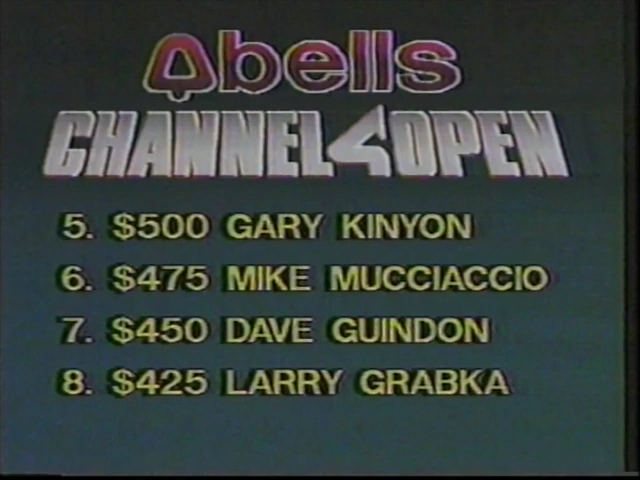 Abells
CHANNEL 4 OPEN
5. $500 GARY KINYON
6. $475 MIKE MUCCIACCIO
7. $450 DAVE GUINDON
8. $425 LARRY GRABKA